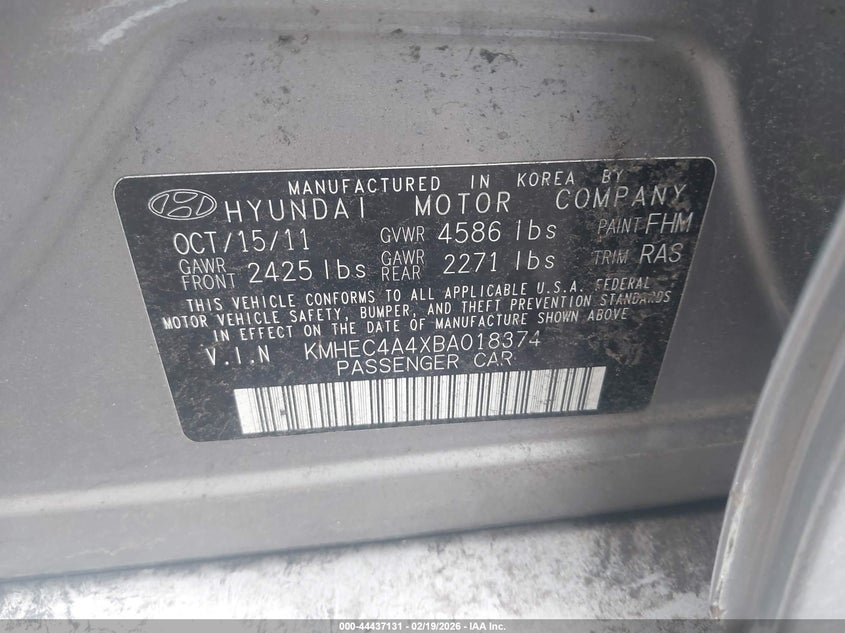 MANUFACTURED IN KOREA BY
HYUNDAI MOTOR COMPANY
OCT/15/11 GVWR 4586 lbs PAINT FHM
GAWR FRONT 2425 lbs GAWR REAR 2271 lbs TRIM RAS
THIS VEHICLE CONFORMS TO ALL APPLICABLE U.S.A. FEDERAL
MOTOR VEHICLE SAFETY, BUMPER, AND THEFT PREVENTION STANDARDS
IN EFFECT ON THE DATE OF MANUFACTURE SHOWN ABOVE
V.I.N KMHEC4A4XBA018374
PASSENGER CAR
000-44437131 - 02/19/2026 - IAA Inc.